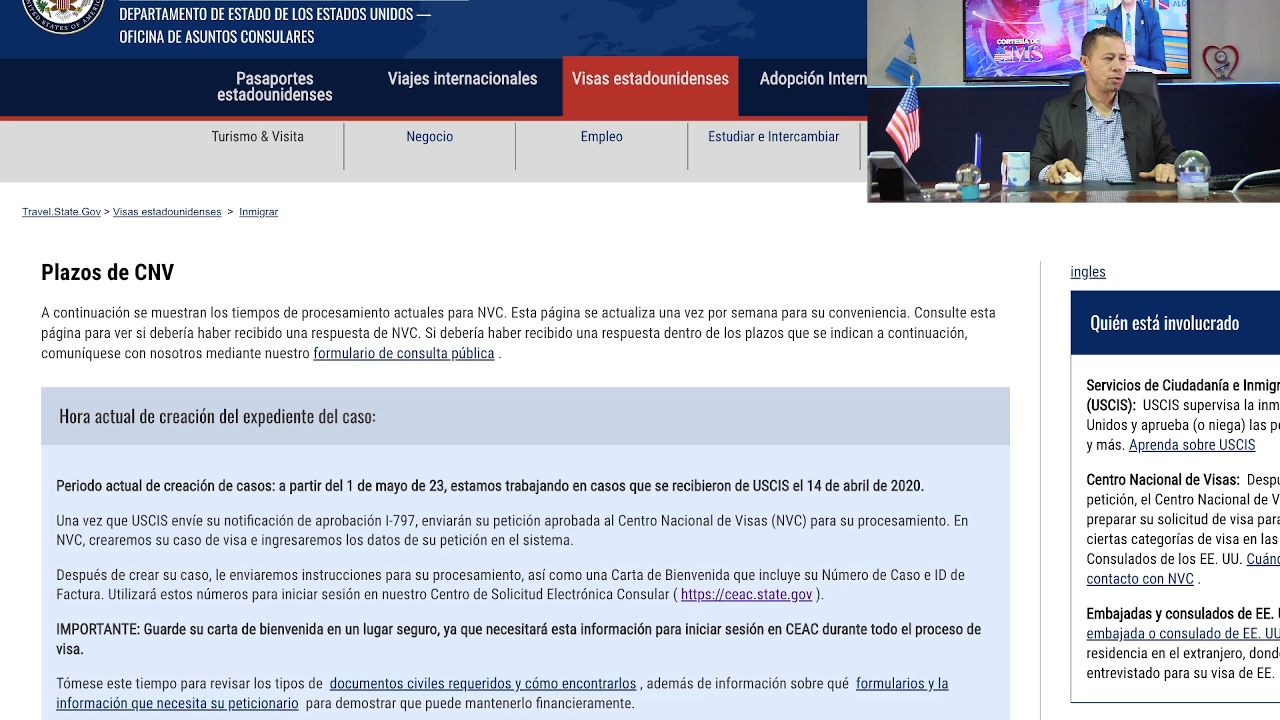 DEPARTAMENTO DE ESTADO DE LOS ESTADOS UNIDOS —
OFICINA DE ASUNTOS CONSULARES
CORTESÍA DE
Pasaportes
estadounidenses
Viajes internacionales
Visas estadounidenses
Adopción Intern
Turismo & Visita
Negocio
Empleo
Estudiar e Intercambiar
Travel.State.Gov > Visas estadounidenses > Inmigrar
Plazos de CNV
A continuación se muestran los tiempos de procesamiento actuales para NVC. Esta página se actualiza una vez por semana para su conveniencia. Consulte esta
página para ver si debería haber recibido una respuesta de NVC. Si debería haber recibido una respuesta dentro de los plazos que se indican a continuación,
comuníquese con nosotros mediante nuestro formulario de consulta pública .
Hora actual de creación del expediente del caso:
Periodo actual de creación de casos: a partir del 1 de mayo de 23, estamos trabajando en casos que se recibieron de USCIS el 14 de abril de 2020.
Una vez que USCIS envíe su notificación de aprobación I-797, enviarán su petición aprobada al Centro Nacional de Visas (NVC) para su procesamiento. En
NVC, crearemos su caso de visa e ingresaremos los datos de su petición en el sistema.
Después de crear su caso, le enviaremos instrucciones para su procesamiento, así como una Carta de Bienvenida que incluye su Número de Caso e ID de
Factura. Utilizará estos números para iniciar sesión en nuestro Centro de Solicitud Electrónica Consular ( https://ceac.state.gov ).
IMPORTANTE: Guarde su carta de bienvenida en un lugar seguro, ya que necesitará esta información para iniciar sesión en CEAC durante todo el proceso de
visa.
Tómese este tiempo para revisar los tipos de documentos civiles requeridos y cómo encontrarlos , además de información sobre qué formularios y la
información que necesita su peticionario para demostrar que puede mantenerlo financieramente.
ingles
Quién está involucrado
Servicios de Ciudadanía e Inmigr
(USCIS): USCIS supervisa la inm
Unidos y aprueba (o niega) las pe
y más. Aprenda sobre USCIS
Centro Nacional de Visas: Despu
petición, el Centro Nacional de V
preparar su solicitud de visa para
ciertas categorías de visa en las
Consulados de los EE. UU. Cuánd
contacto con NVC .
Embajadas y consulados de EE. U
embajada o consulado de EE. UU
residencia en el extranjero, dond
entrevistado para su visa de EE.